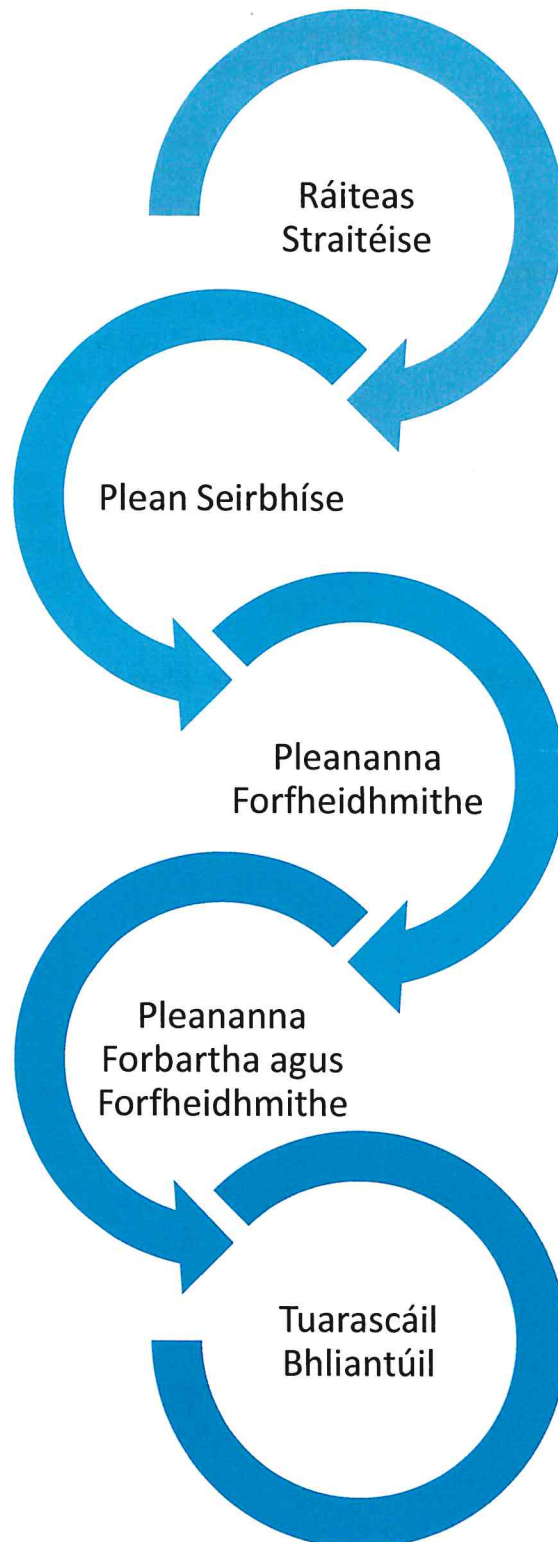 Ráiteas
Straitéise
Plean Seirbhíse
Pleananna
Forfheidhmithe
Pleananna
Forbartha agus
Forfheidhmithe
Tuarascáil
Bhliantúil